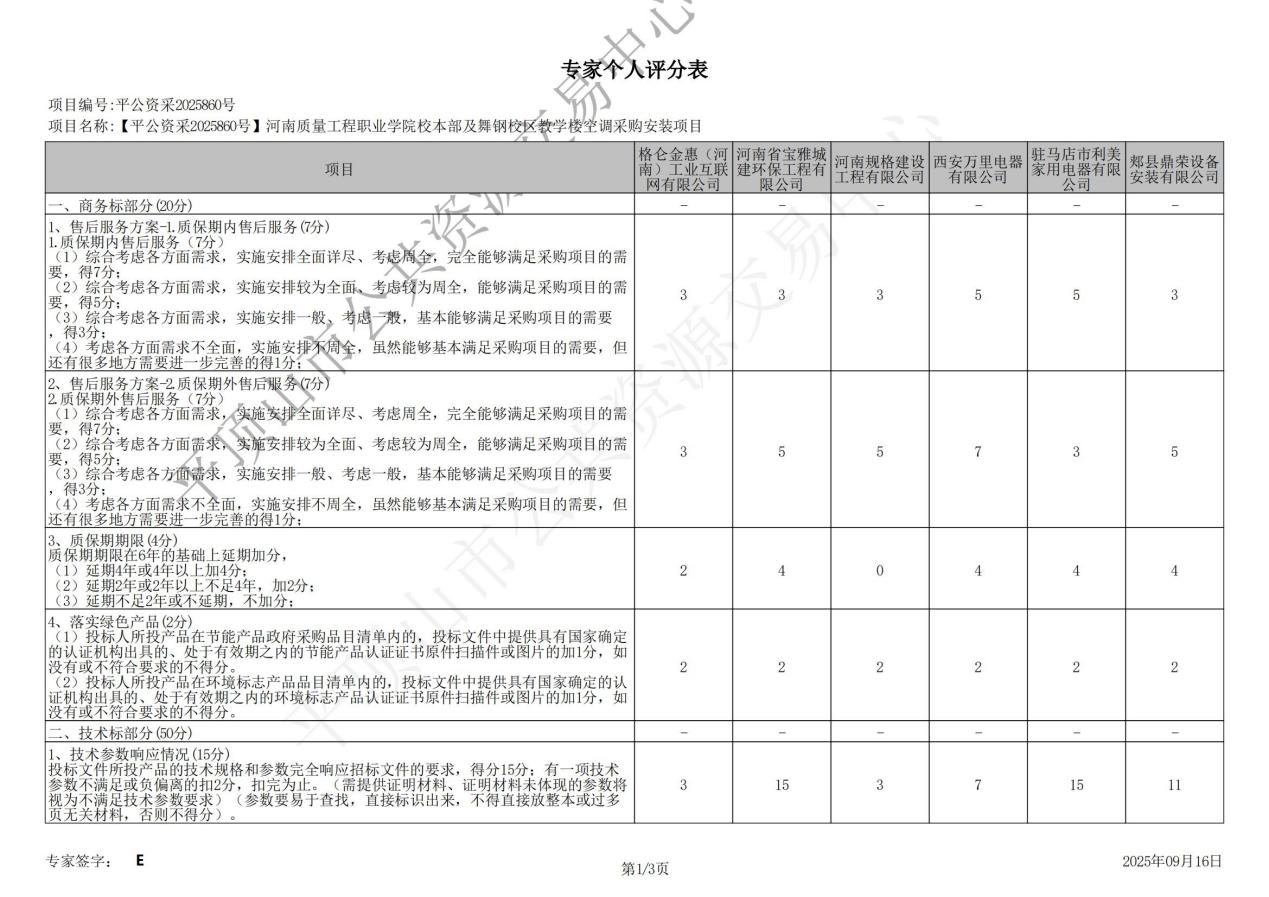 专家个人评分表
项目编号:平公资采2025860号
项目名称:【平公资采2025860号】河南质量工程职业学院校本部及舞钢校区教学楼空调采购安装项目
项目
格仑金惠（河
南）工业互联
网有限公司
河南省宝雅城
建环保工程有
限公司
河南规格建设
工程有限公司
西安万里电器
有限公司
驻马店市利美
家用电器有限
公司
郏县鼎荣设备
安装有限公司
一、商务标部分(20分) — — — — — —
1、售后服务方案-1.质保期内售后服务(7分)
1.质保期内售后服务（7分）
（1）综合考虑各方面需求，实施安排全面详尽、考虑周全，完全能够满足采购项目的需
要，得7分；
（2）综合考虑各方面需求，实施安排较为全面、考虑较为周全，能够满足采购项目的需
要，得5分；
（3）综合考虑各方面需求，实施安排一般、考虑一般，基本能够满足采购项目的需要
，得3分；
（4）考虑各方面需求不全面，实施安排不周全，虽然能够基本满足采购项目的需要，但
还有很多地方需要进一步完善的得1分；
3 3 3 5 5 3
2、售后服务方案-2.质保期外售后服务(7分)
2.质保期外售后服务（7分）
（1）综合考虑各方面需求，实施安排全面详尽、考虑周全，完全能够满足采购项目的需
要，得7分；
（2）综合考虑各方面需求，实施安排较为全面、考虑较为周全，能够满足采购项目的需
要，得5分；
（3）综合考虑各方面需求，实施安排一般、考虑一般，基本能够满足采购项目的需要
，得3分；
（4）考虑各方面需求不全面，实施安排不周全，虽然能够基本满足采购项目的需要，但
还有很多地方需要进一步完善的得1分；
3 5 5 7 3 5
3、质保期期限(4分)
质保期期限在6年的基础上延期加分，
（1）延期4年或4年以上加4分；
（2）延期2年或2年以上不足4年，加2分；
（3）延期不足2年或不延期，不加分；
2 4 0 4 4 4
4、落实绿色产品(2分)
（1）投标人所投产品在节能产品政府采购品目清单内的，投标文件中提供具有国家确定
的认证机构出具的、处于有效期之内的节能产品认证证书原件扫描件或图片的加1分，如
没有或不符合要求的不得分。
（2）投标人所投产品在环境标志产品品目清单内的，投标文件中提供具有国家确定的认
证机构出具的、处于有效期之内的环境标志产品认证证书原件扫描件或图片的加1分，如
没有或不符合要求的不得分。
2 2 2 2 2 2
二、技术标部分(50分) — — — — — —
1、技术参数响应情况(15分)
投标文件所投产品的技术规格和参数完全响应招标文件的要求，得分15分；有一项技术
参数不满足或负偏离的扣2分，扣完为止。（需提供证明材料、证明材料未体现的参数将
视为不满足技术参数要求）（参数要易于查找，直接标识出来，不得直接放整本或过多
页无关材料，否则不得分）。
3 15 3 7 15 11
专家签字： E
第1/3页
2025年09月16日
平顶山市公共资源交易中心
平顶山市公共资源交易中心